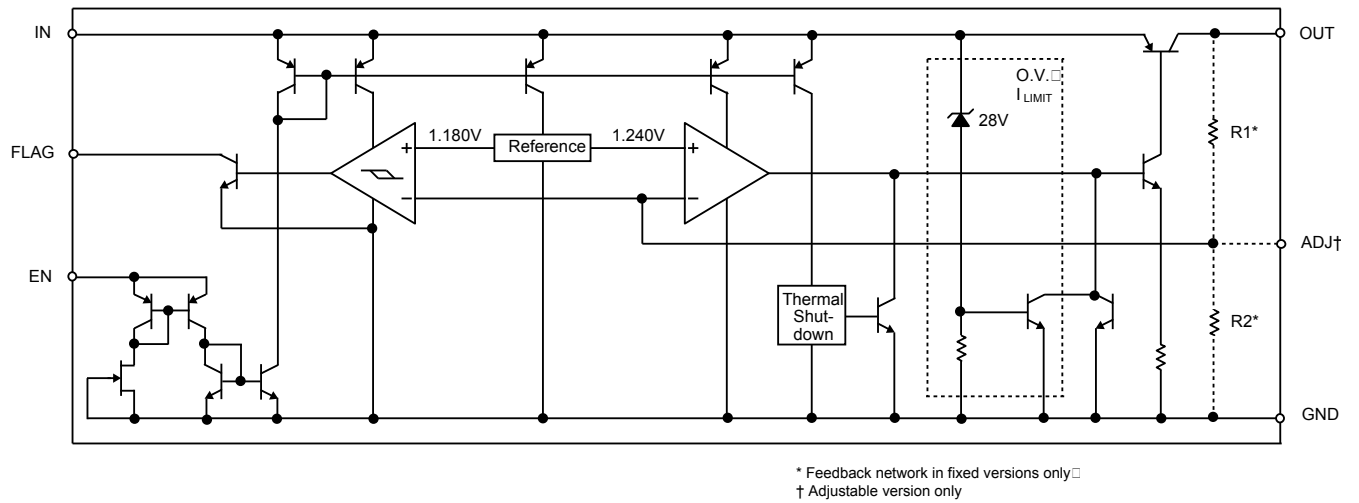 IN
OUT
O.V.
I LIMIT
28V
R1*
FLAG
1.180V
Reference
1.240V
+
+
−
−
ADJ†
EN
Thermal
Shut-
down
R2*
GND
* Feedback network in fixed versions only
† Adjustable version only